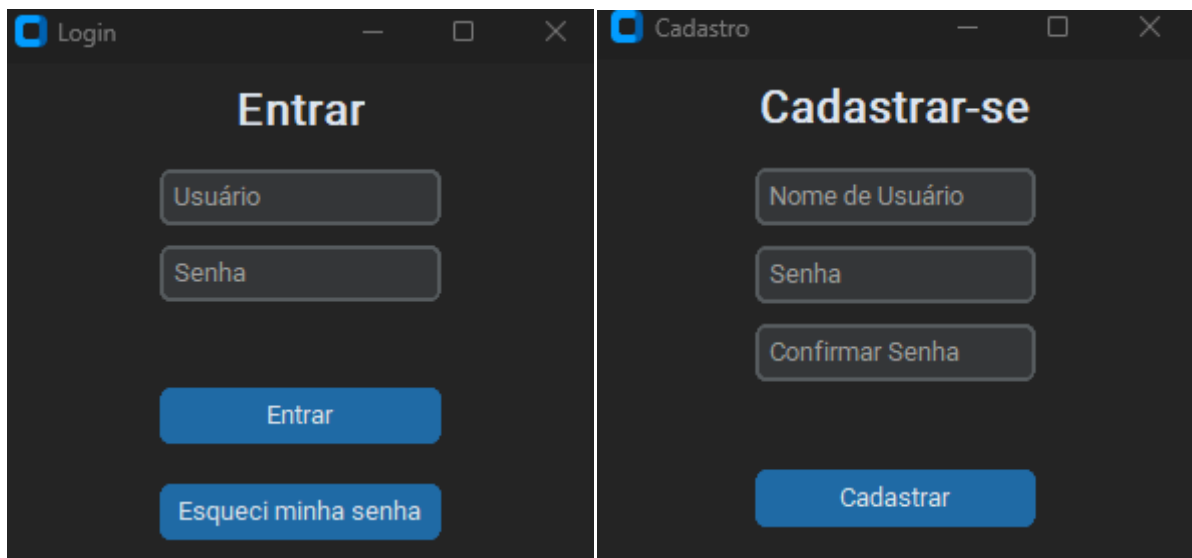 Login
Entrar
Usuário
Senha
Entrar
Esqueci minha senha
Cadastro
Cadastrar-se
Nome de Usuário
Senha
Confirmar Senha
Cadastrar